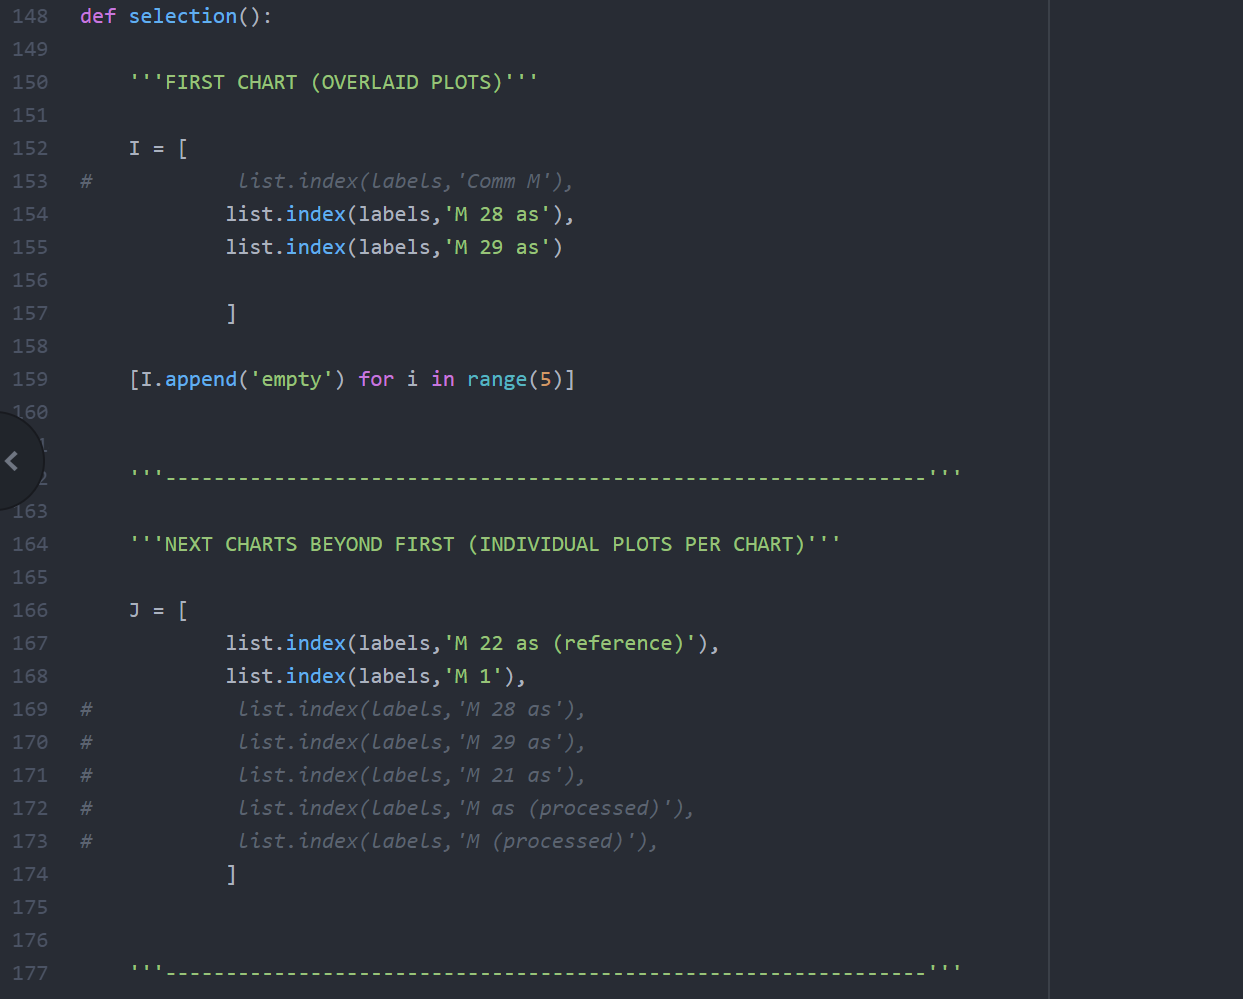 148 def selection():
149
150 '''FIRST CHART (OVERLAID PLOTS)'''
151
152 I = [
153 # list.index(labels,'Comm M'),
154 list.index(labels,'M 28 as'),
155 list.index(labels,'M 29 as')
156
157 ]
158
159 [I.append('empty') for i in range(5)]
160
1
2 '''---------------------------------------------------------------'''
163
164 '''NEXT CHARTS BEYOND FIRST (INDIVIDUAL PLOTS PER CHART)'''
165
166 J = [
167 list.index(labels,'M 22 as (reference)'),
168 list.index(labels,'M 1'),
169 # list.index(labels,'M 28 as'),
170 # list.index(labels,'M 29 as'),
171 # list.index(labels,'M 21 as'),
172 # list.index(labels,'M as (processed)'),
173 # list.index(labels,'M (processed)'),
174 ]
175
176
177 '''---------------------------------------------------------------'''